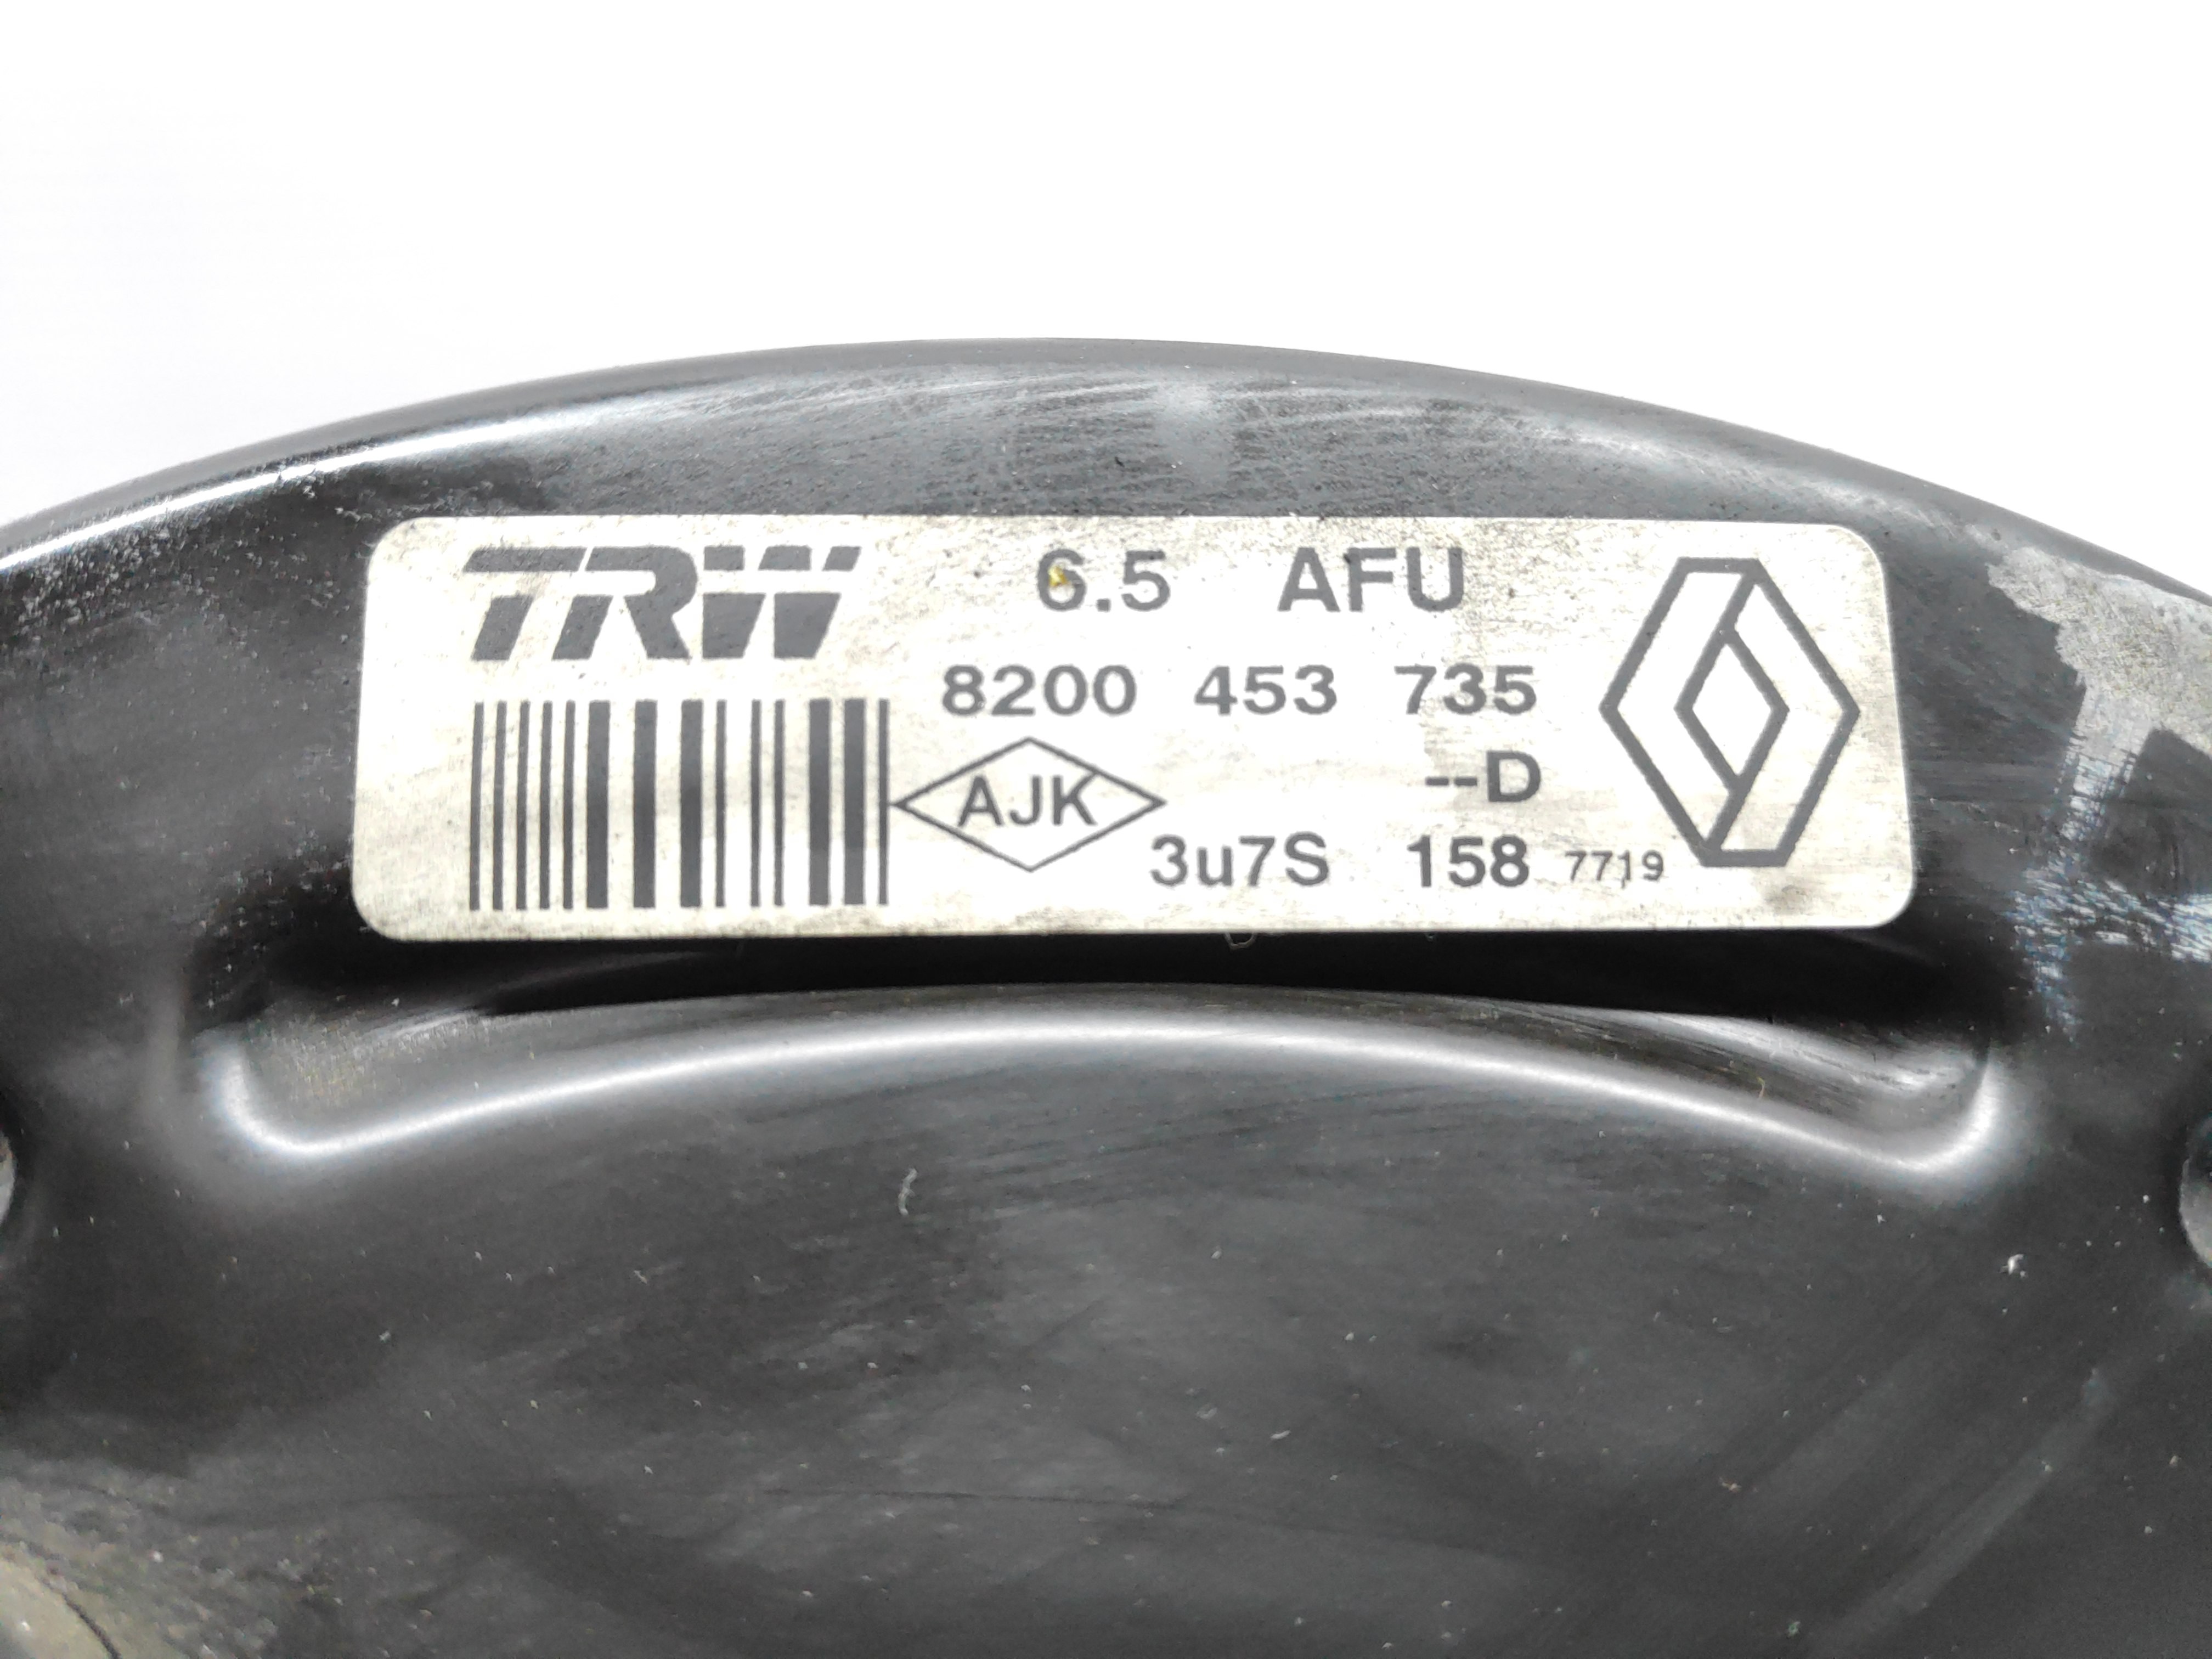 TRW 6.5 AFU
8200 453 735
AJK --D
3u7S 158 7719